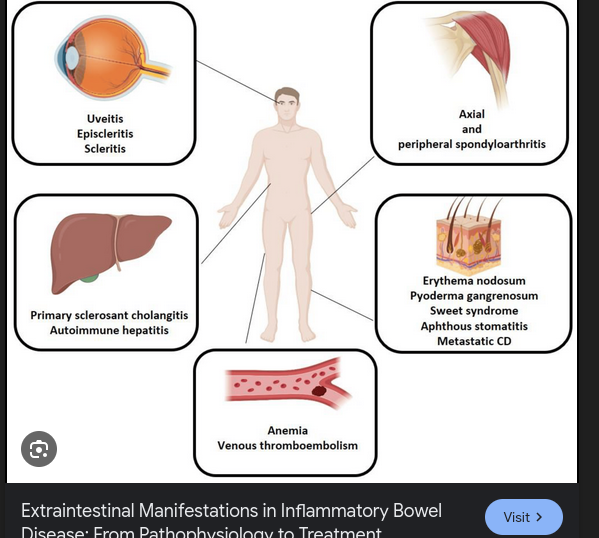 Uveitis
Episcleritis
Scleritis
Axial
and
peripheral spondyloarthritis
Primary sclerosant cholangitis
Autoimmune hepatitis
Erythema nodosum
Pyoderma gangrenosum
Sweet syndrome
Aphthous stomatitis
Metastatic CD
Anemia
Venous thromboembolism
Extraintestinal Manifestations in Inflammatory Bowel
Disease: From Pathophysiology to Treatment
Visit